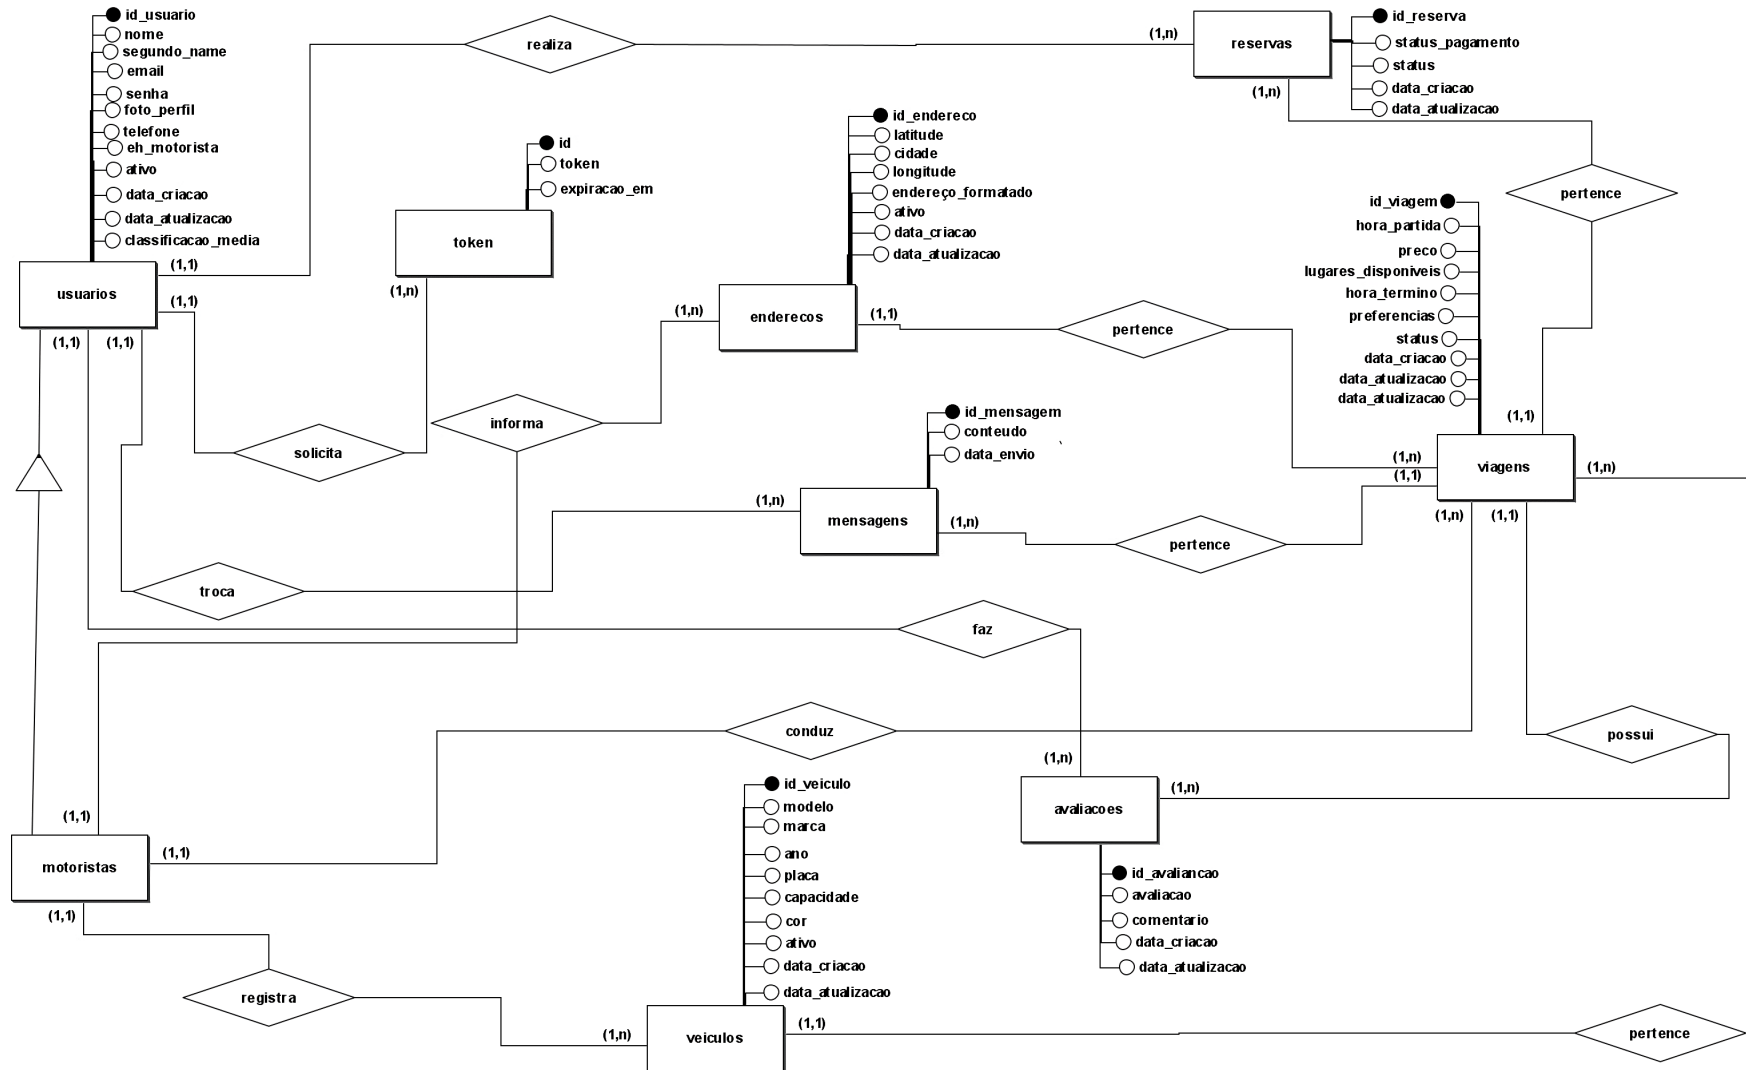 id_usuario
nome
segundo_name
email
senha
foto_perfil
telefone
eh_motorista
ativo
data_criacao
data_atualizacao
classificacao_media
usuarios
(1,1)
(1,1)
(1,1)
(1,1)
realiza
(1,n)
reservas
id_reserva
status_pagamento
status
data_criacao
data_atualizacao
(1,n)
pertence
id
token
expiracao_em
token
(1,n)
solicita
id_endereco
latitude
cidade
longitude
endereço_formatado
ativo
data_criacao
data_atualizacao
(1,n)
enderecos
(1,1)
pertence
informa
id_viagem
hora_partida
preco
lugares_disponiveis
hora_termino
preferencias
status
data_criacao
data_atualizacao
data_atualizacao
(1,1)
(1,n)
(1,1)
viagens
(1,n)
(1,n)
(1,1)
id_mensagem
conteudo
data_envio
`
(1,n)
mensagens
(1,n)
pertence
troca
faz
conduz
possui
(1,n)
avaliacoes
(1,n)
id_avaliancao
avaliacao
comentario
data_criacao
data_atualizacao
(1,1)
motoristas
(1,1)
(1,1)
registra
id_veiculo
modelo
marca
ano
placa
capacidade
cor
ativo
data_criacao
data_atualizacao
(1,n)
veiculos
(1,1)
pertence